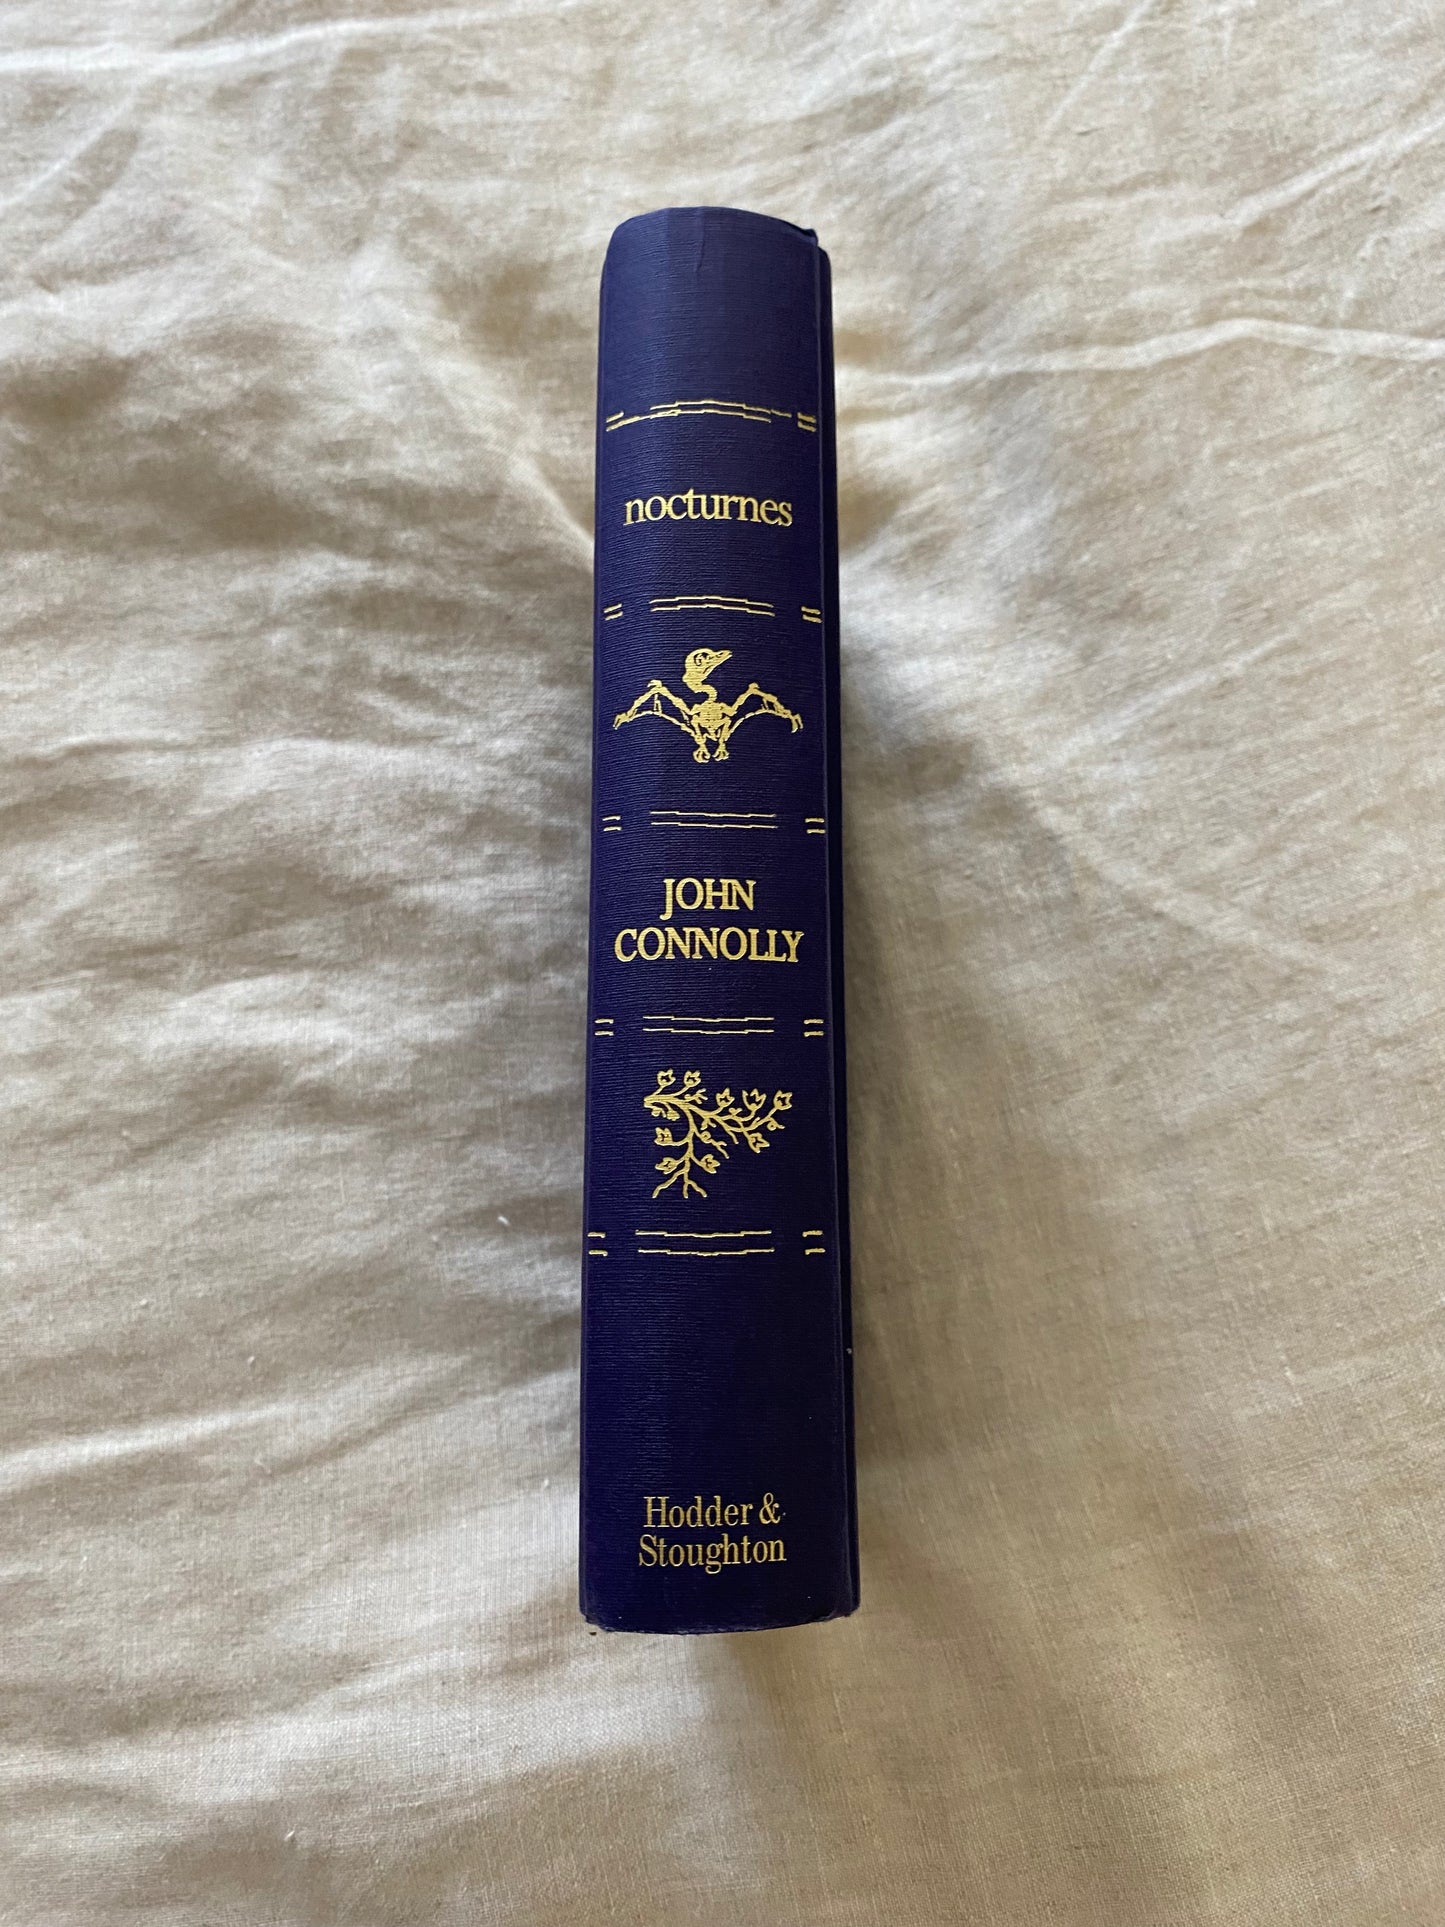 nocturnes
JOHN
CONNOLLY
Hodder &
Stoughton